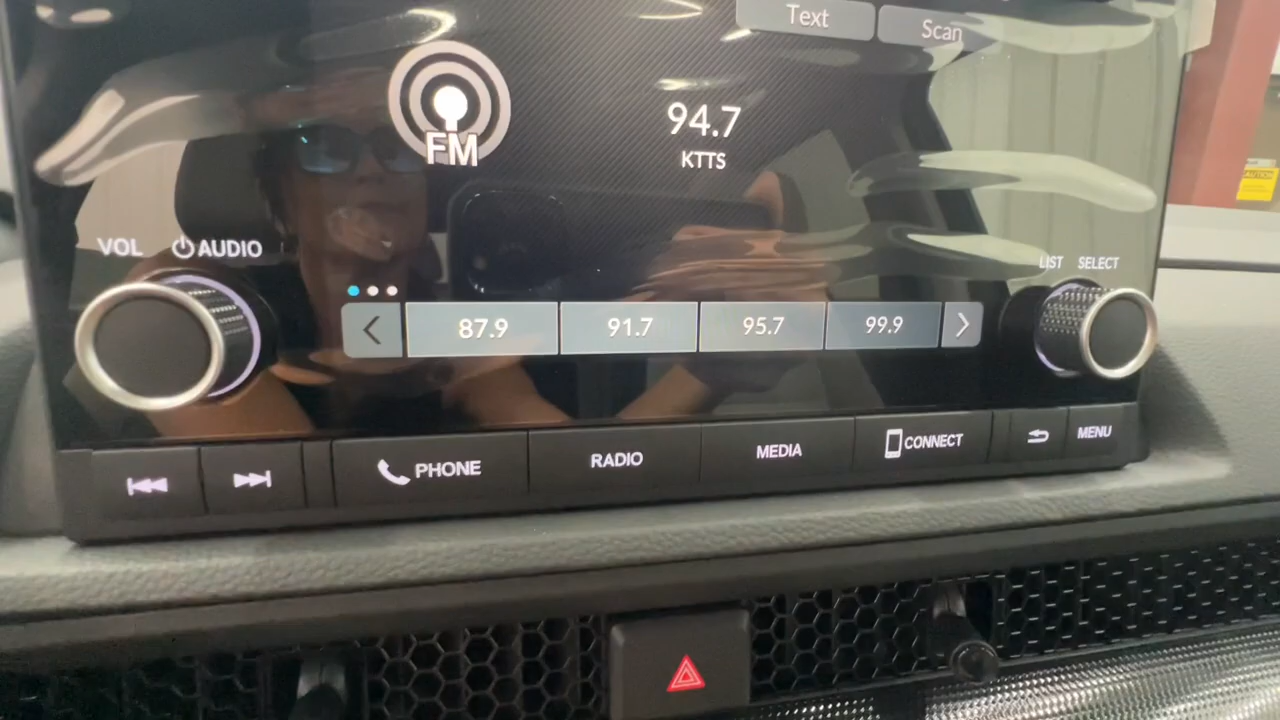 Text
Scan
FM
94.7
KTTS
VOL AUDIO
LIST SELECT
87.9 91.7 95.7 99.9
PHONE RADIO MEDIA CONNECT MENU
CAUTION